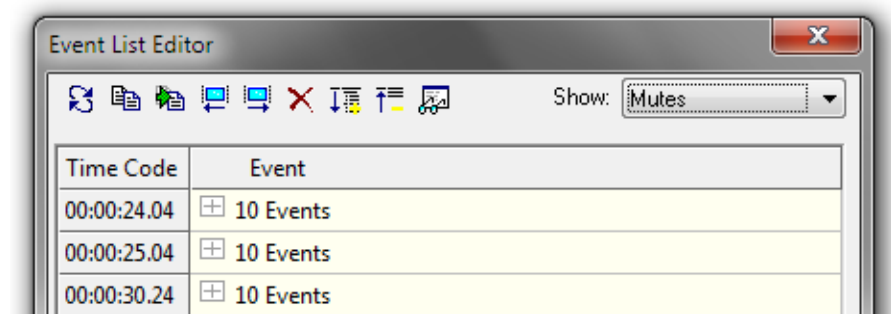 Event List Editor
Show: Mutes
Time Code Event
00:00:24.04 10 Events
00:00:25.04 10 Events
00:00:30.24 10 Events